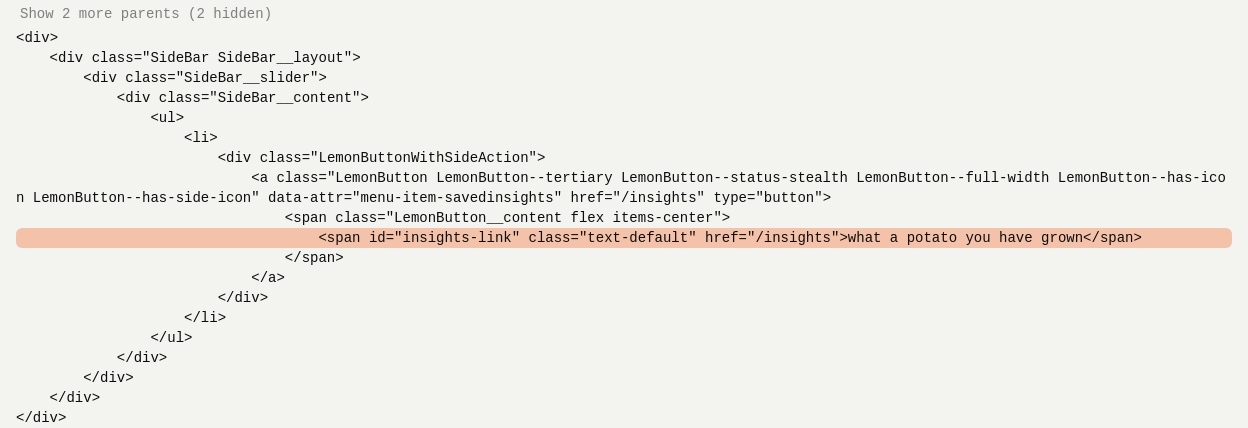 Show 2 more parents (2 hidden)
<div>
    <div class="SideBar SideBar__layout">
        <div class="SideBar__slider">
            <div class="SideBar__content">
                <ul>
                    <li>
                        <div class="LemonButtonWithSideAction">
                            <a class="LemonButton LemonButton--tertiary LemonButton--status-stealth LemonButton--full-width LemonButton--has-ico
n LemonButton--has-side-icon" data-attr="menu-item-savedinsights" href="/insights" type="button">
                                <span class="LemonButton__content flex items-center">
                                    <span id="insights-link" class="text-default" href="/insights">what a potato you have grown</span>
                                </span>
                            </a>
                        </div>
                    </li>
                </ul>
            </div>
        </div>
    </div>
</div>